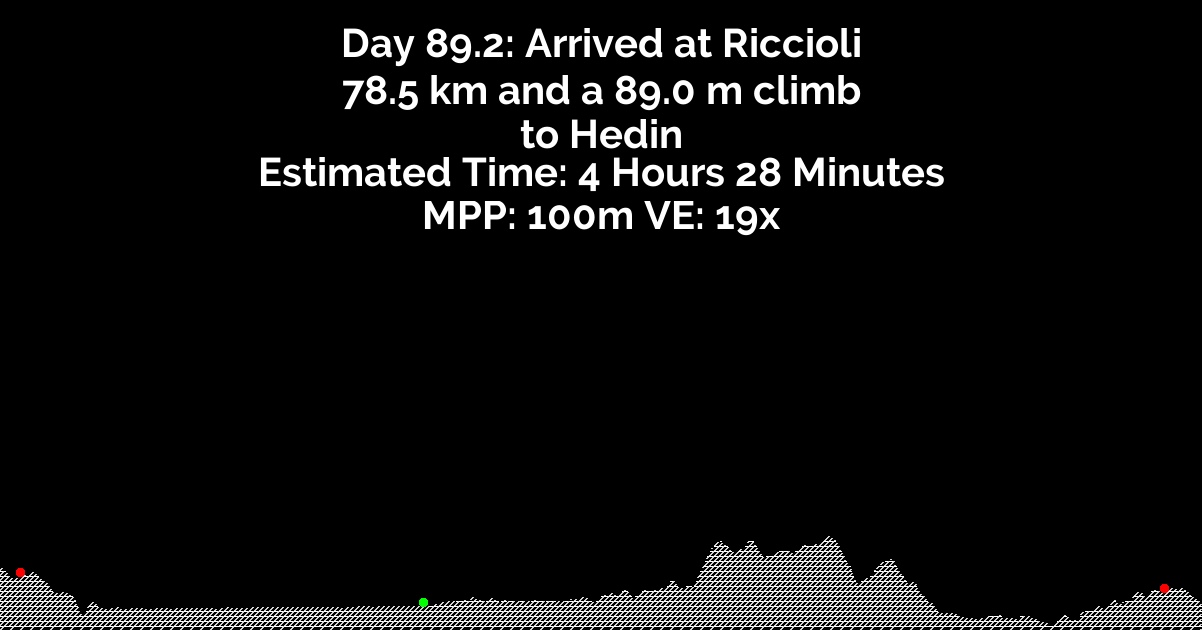 Day 89.2: Arrived at Riccioli
78.5 km and a 89.0 m climb
to Hedin
Estimated Time: 4 Hours 28 Minutes
MPP: 100m VE: 19x